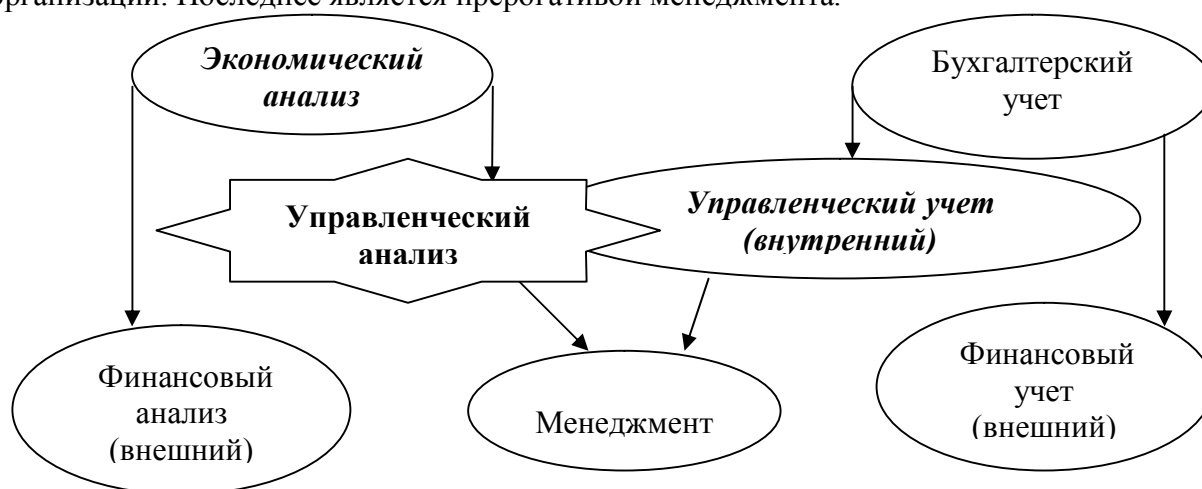 организации. Последнее является прерогативой менеджмента.
Экономический
анализ
Бухгалтерский
учет
Управленческий
анализ
Управленческий учет
(внутренний)
Финансовый
анализ
(внешний)
Менеджмент
Финансовый
учет
(внешний)